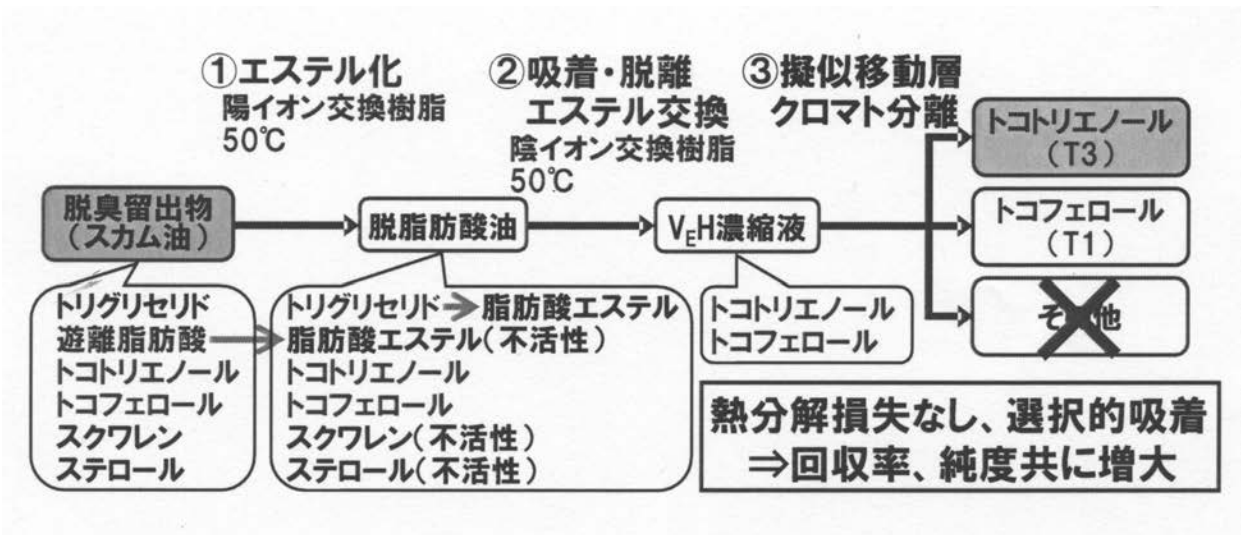 ①エステル化
陽イオン交換樹脂
50℃
②吸着・脱離
エステル交換
陰イオン交換樹脂
50℃
③擬似移動層
クロマト分離
脱臭留出物
(スカム油)
脱脂肪酸油
VEH濃縮液
トコトリエノール
(T3)
トコフェロール
(T1)
その他
トリグリセリド
遊離脂肪酸
トコトリエノール
トコフェロール
スクワレン
ステロール
トリグリセリド→脂肪酸エステル
脂肪酸エステル(不活性)
トコトリエノール
トコフェロール
スクワレン(不活性)
ステロール(不活性)
トコトリエノール
トコフェロール
熱分解損失なし、選択的吸着
⇒回収率、純度共に増大